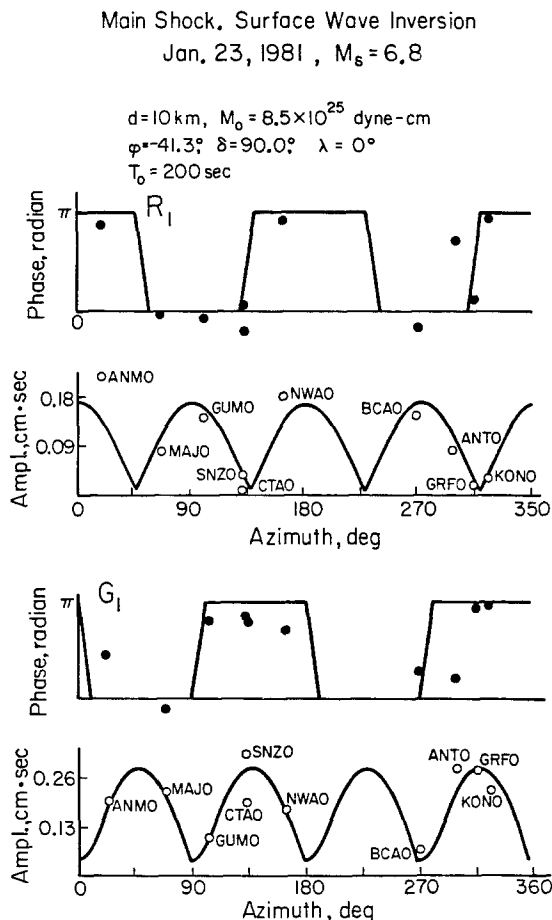 Main Shock. Surface Wave Inversion
Jan. 23, 1981, Ms = 6.8
d=10 km, Mo = 8.5×10^25 dyne-cm
φ=-41.3°, δ=90.0°, λ = 0°
To = 200 sec
R1
π
Phase, radian
0
ANMO
0.18
GUMO
NWAO
BCAO
0.09
MAJO
ANTO
SNZO
CTAO
GRFO
KONO
Ampl., cm·sec
0 90 180 270 350
Azimuth, deg
G1
π
Phase, radian
SNZO
ANTO
GRFO
0.26
MAJO
ANMO
CTAO
NWAO
KONO
0.13
GUMO
BCAO
Ampl., cm·sec
0 90 180 270 360
Azimuth, deg